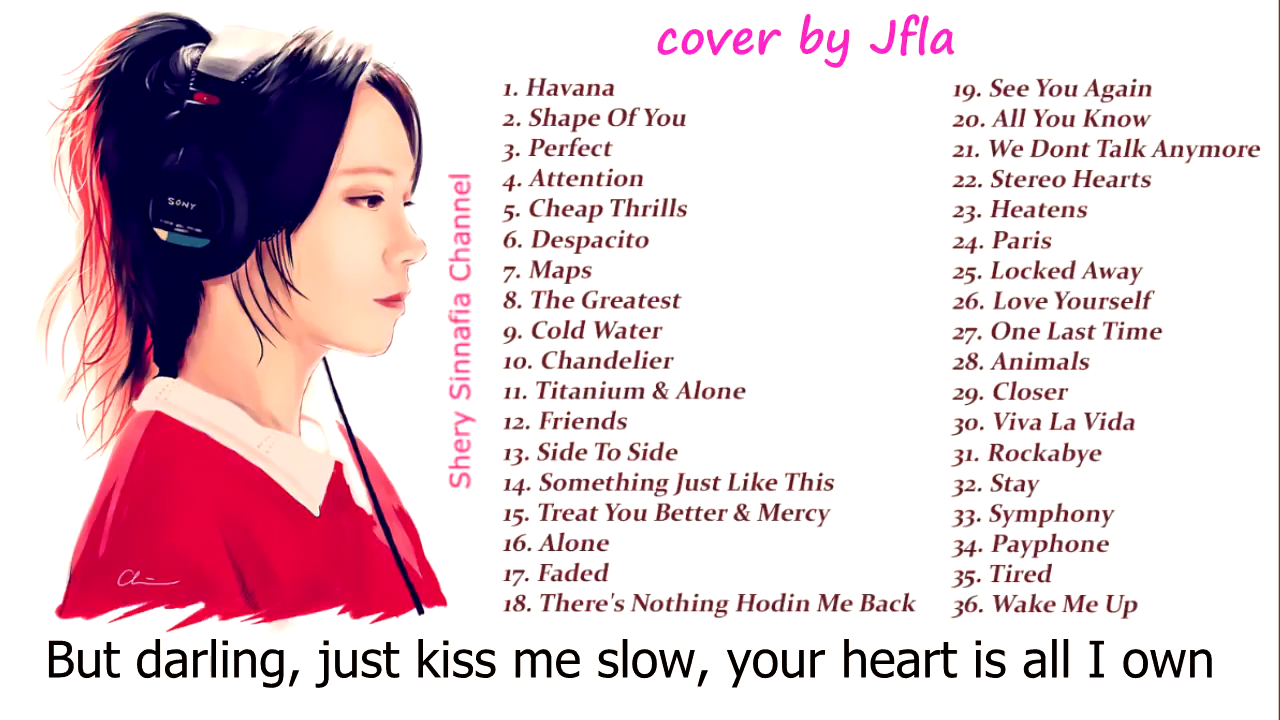 cover by Jfla
1. Havana
2. Shape Of You
3. Perfect
4. Attention
5. Cheap Thrills
6. Despacito
7. Maps
8. The Greatest
9. Cold Water
10. Chandelier
11. Titanium & Alone
12. Friends
13. Side To Side
14. Something Just Like This
15. Treat You Better & Mercy
16. Alone
17. Faded
18. There's Nothing Hodin Me Back
19. See You Again
20. All You Know
21. We Dont Talk Anymore
22. Stereo Hearts
23. Heatens
24. Paris
25. Locked Away
26. Love Yourself
27. One Last Time
28. Animals
29. Closer
30. Viva La Vida
31. Rockabye
32. Stay
33. Symphony
34. Payphone
35. Tired
36. Wake Me Up
Shery Sinnafia Channel
SONY
But darling, just kiss me slow, your heart is all I own